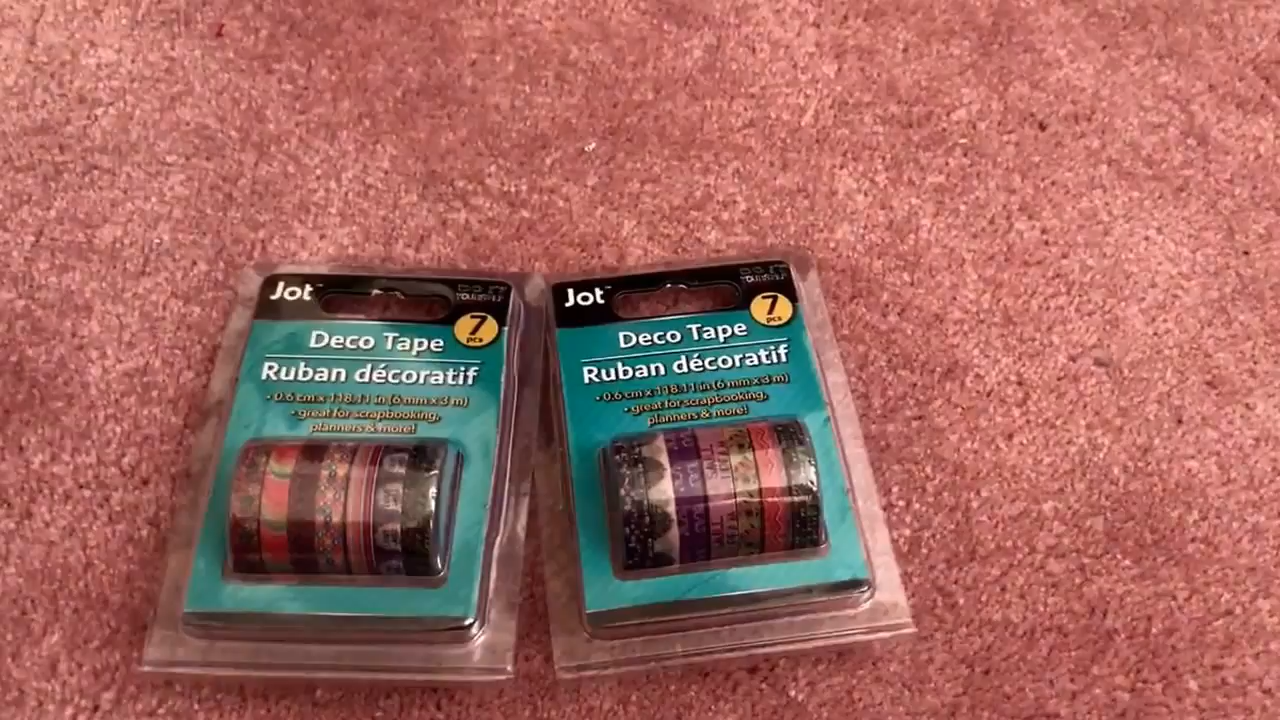 Jot™
7
pcs
Deco Tape
Ruban décoratif
• 0.6 cm x 118.11 in (6 mm x 3 m)
• great for scrapbooking,
planners & more!
Jot™
7
pcs
Deco Tape
Ruban décoratif
• 0.6 cm x 118.11 in (6 mm x 3 m)
• great for scrapbooking,
planners & more!